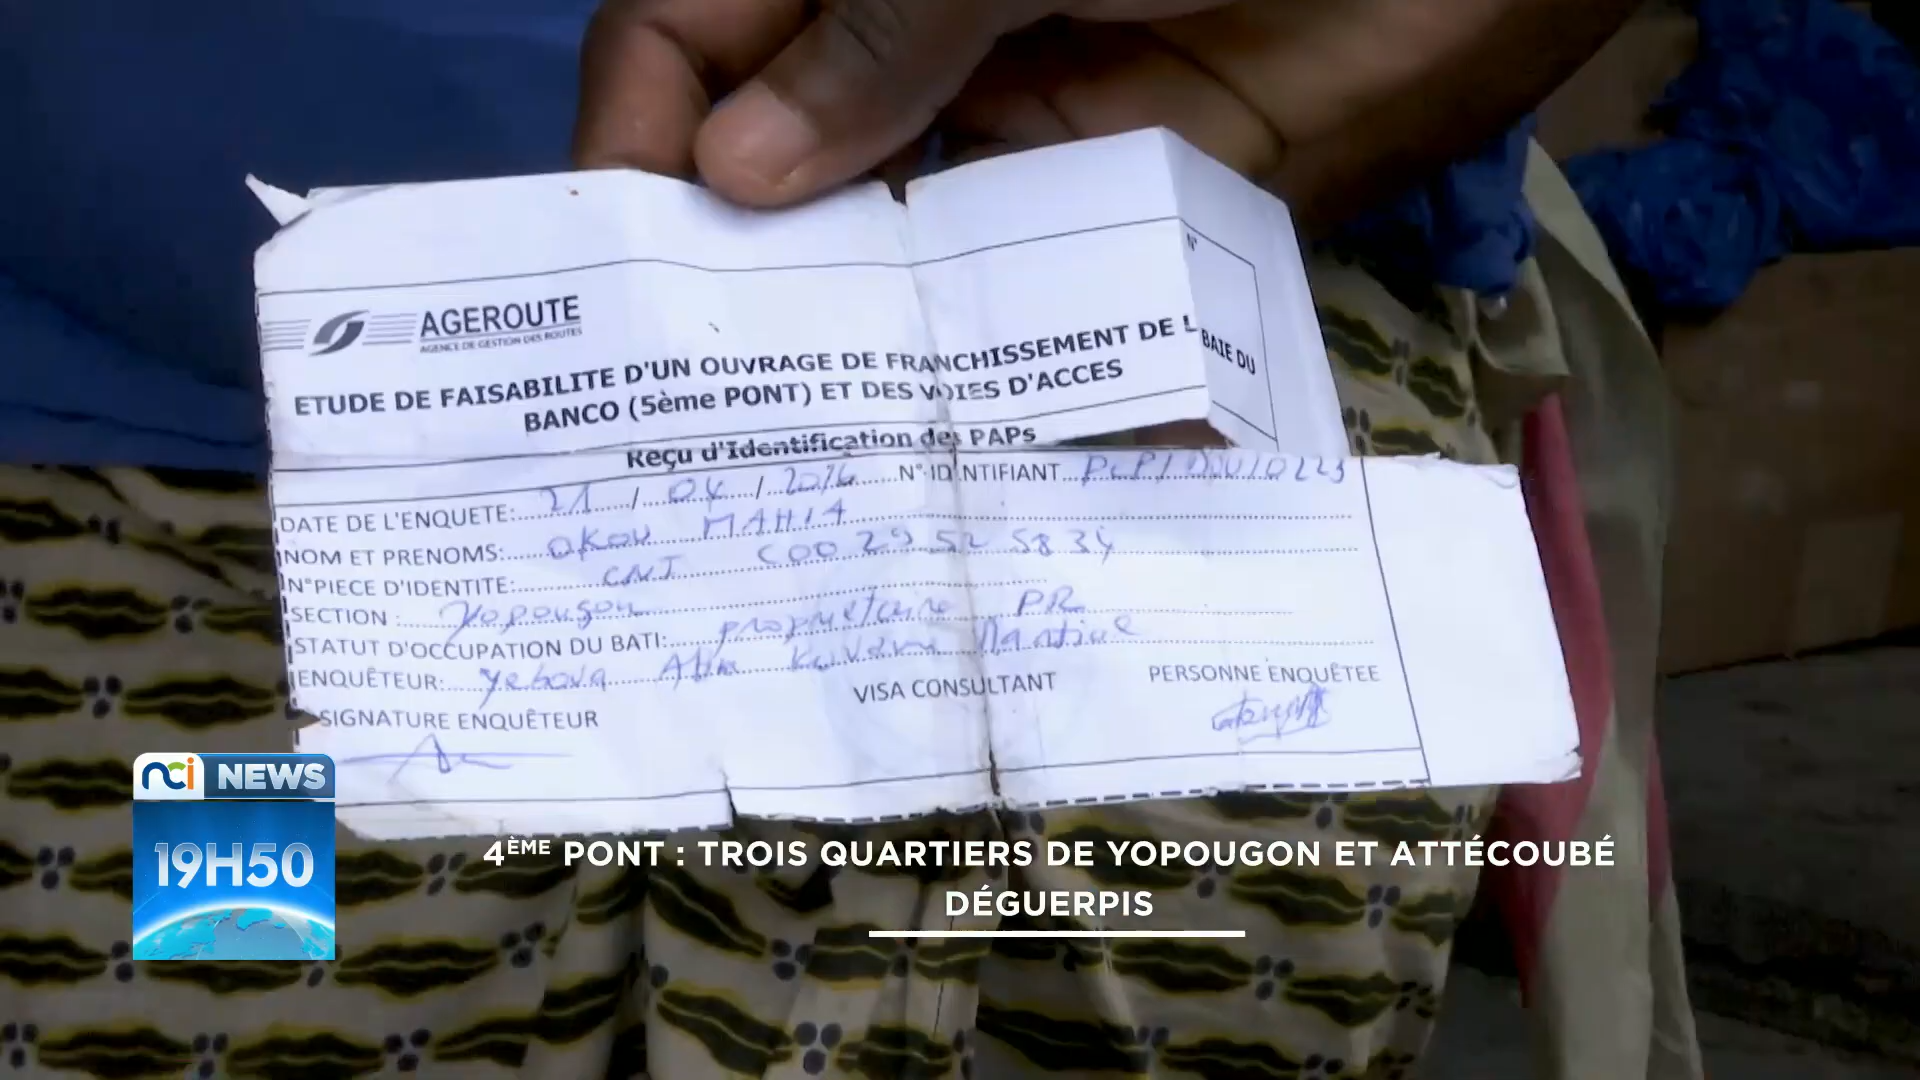 AGEROUTE
AGENCE DE GESTION DES ROUTES
N°
ETUDE DE FAISABILITE D'UN OUVRAGE DE FRANCHISSEMENT DE L BAIE DU
BANCO (5ème PONT) ET DES VOIES D'ACCES
Reçu d'Identification des PAPs
DATE DE L'ENQUETE: 21 / 04 / 2016 N° IDENTIFIANT
NOM ET PRENOMS: OKOU MAHIA
N°PIECE D'IDENTITE: CNI C00 29 52 58 34
SECTION : Yopougon
STATUT D'OCCUPATION DU BATI: propriétaire PR
ENQUÊTEUR:
SIGNATURE ENQUÊTEUR VISA CONSULTANT PERSONNE ENQUÊTEE
nci NEWS
19H50
4ÈME PONT : TROIS QUARTIERS DE YOPOUGON ET ATTÉCOUBÉ
DÉGUERPIS